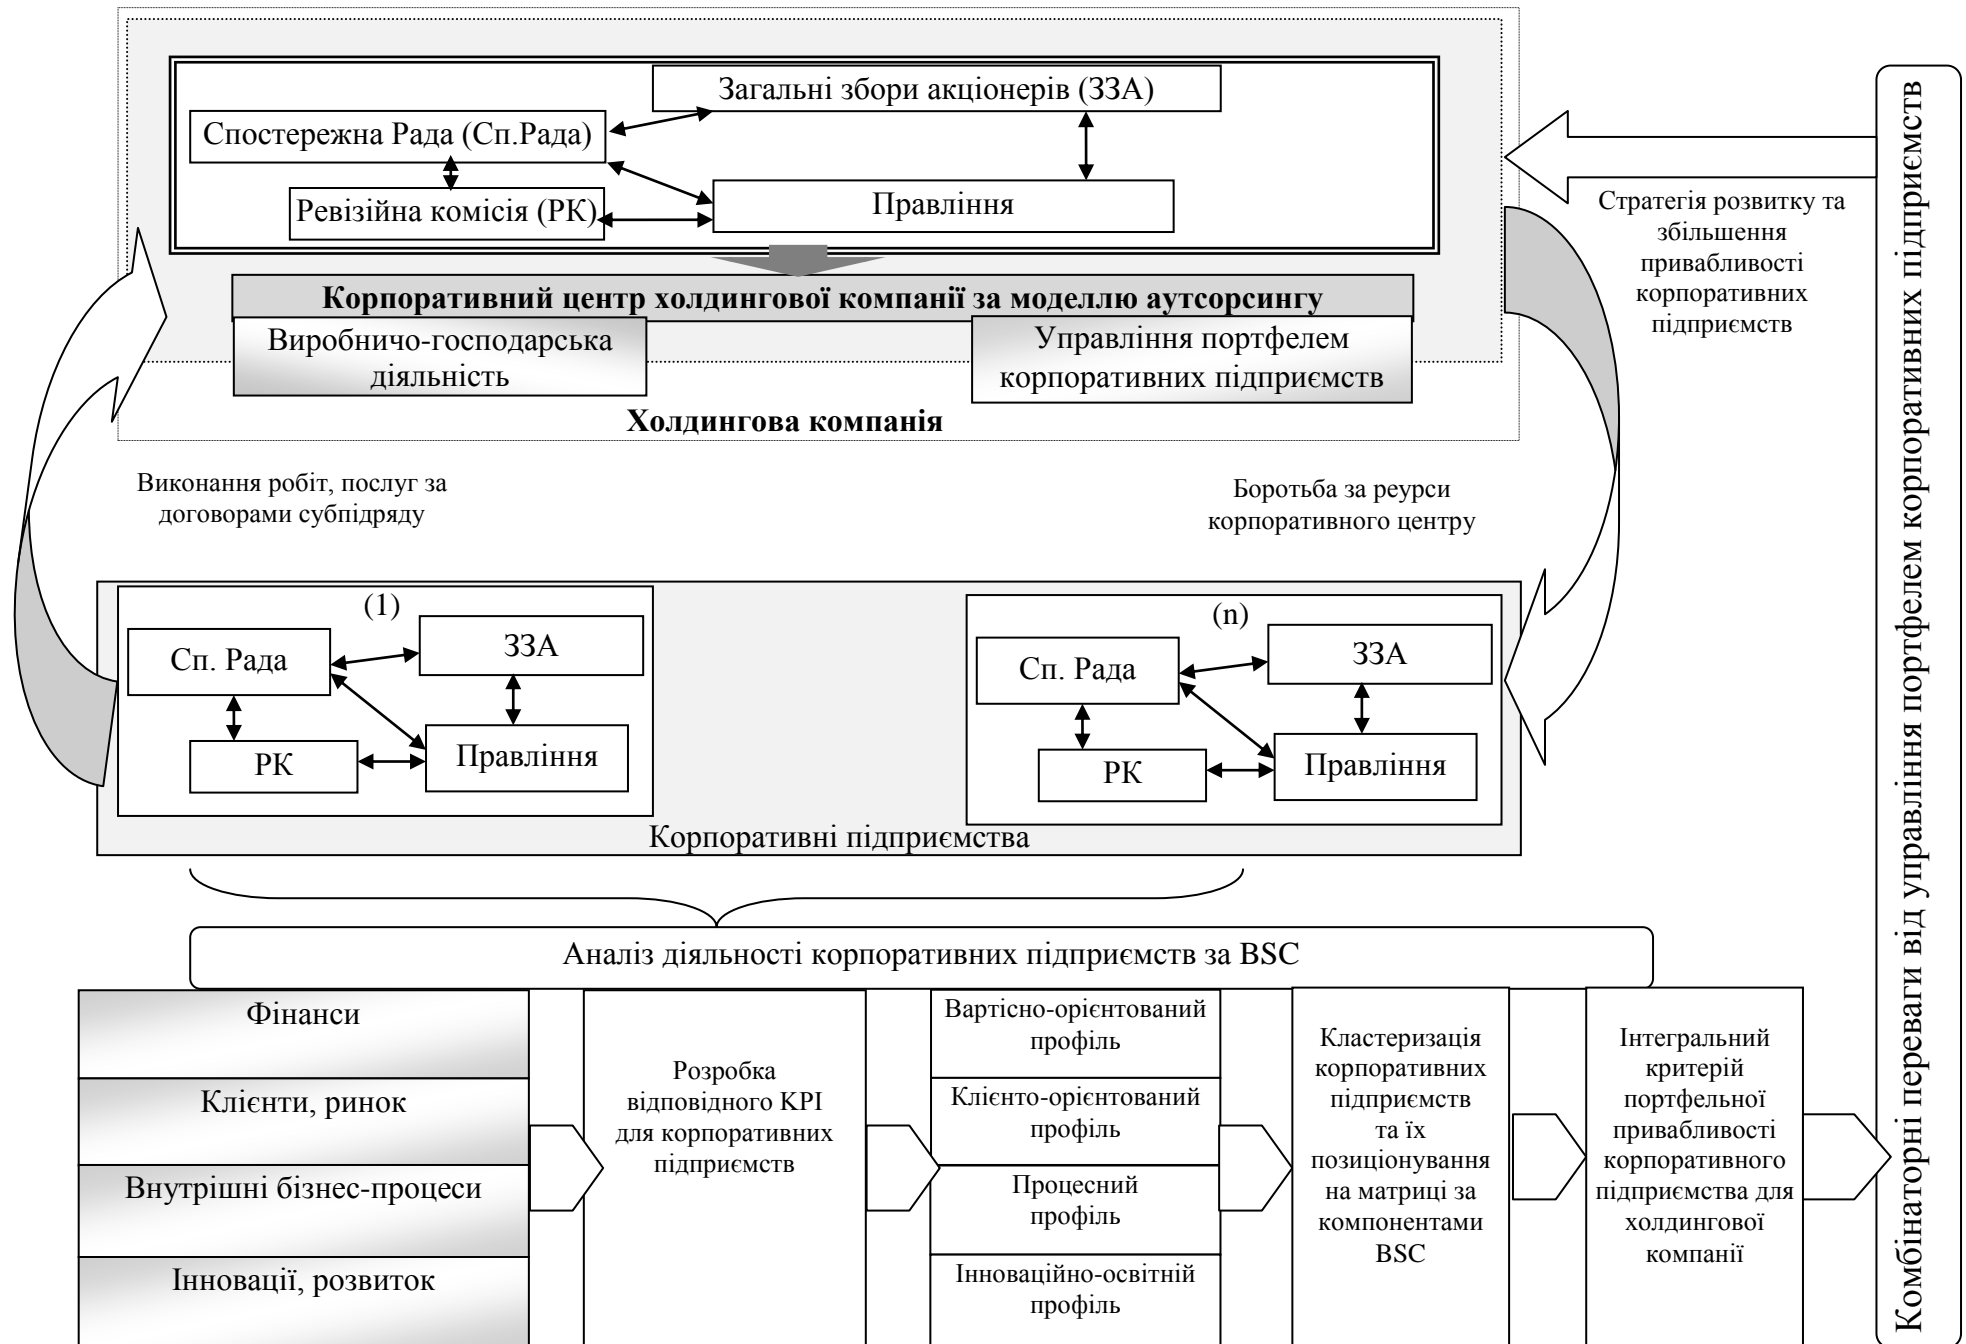 Загальні збори акціонерів (ЗЗА)
Спостережна Рада (Сп.Рада)
Ревізійна комісія (РК)
Правління
Корпоративний центр холдингової компанії за моделлю аутсорсингу
Виробничо-господарська
діяльність
Управління портфелем
корпоративних підприємств
Холдингова компанія
Стратегія розвитку та
збільшення
привабливості
корпоративних
підприємств
Виконання робіт, послуг за
договорами субпідряду
Боротьба за реурси
корпоративного центру
(1)
Сп. Рада
ЗЗА
РК
Правління
(n)
Сп. Рада
ЗЗА
РК
Правління
Корпоративні підприємства
Аналіз діяльності корпоративних підприємств за BSC
Фінанси
Клієнти, ринок
Внутрішні бізнес-процеси
Інновації, розвиток
Розробка
відповідного KPI
для корпоративних
підприємств
Вартісно-орієнтований
профіль
Клієнто-орієнтований
профіль
Процесний
профіль
Інноваційно-освітній
профіль
Кластеризація
корпоративних
підприємств
та їх
позиціонування
на матриці за
компонентами
BSC
Інтегральний
критерій
портфельної
привабливості
корпоративного
підприємства для
холдингової
компанії
Комбінаторні переваги від управління портфелем корпоративних підприємств